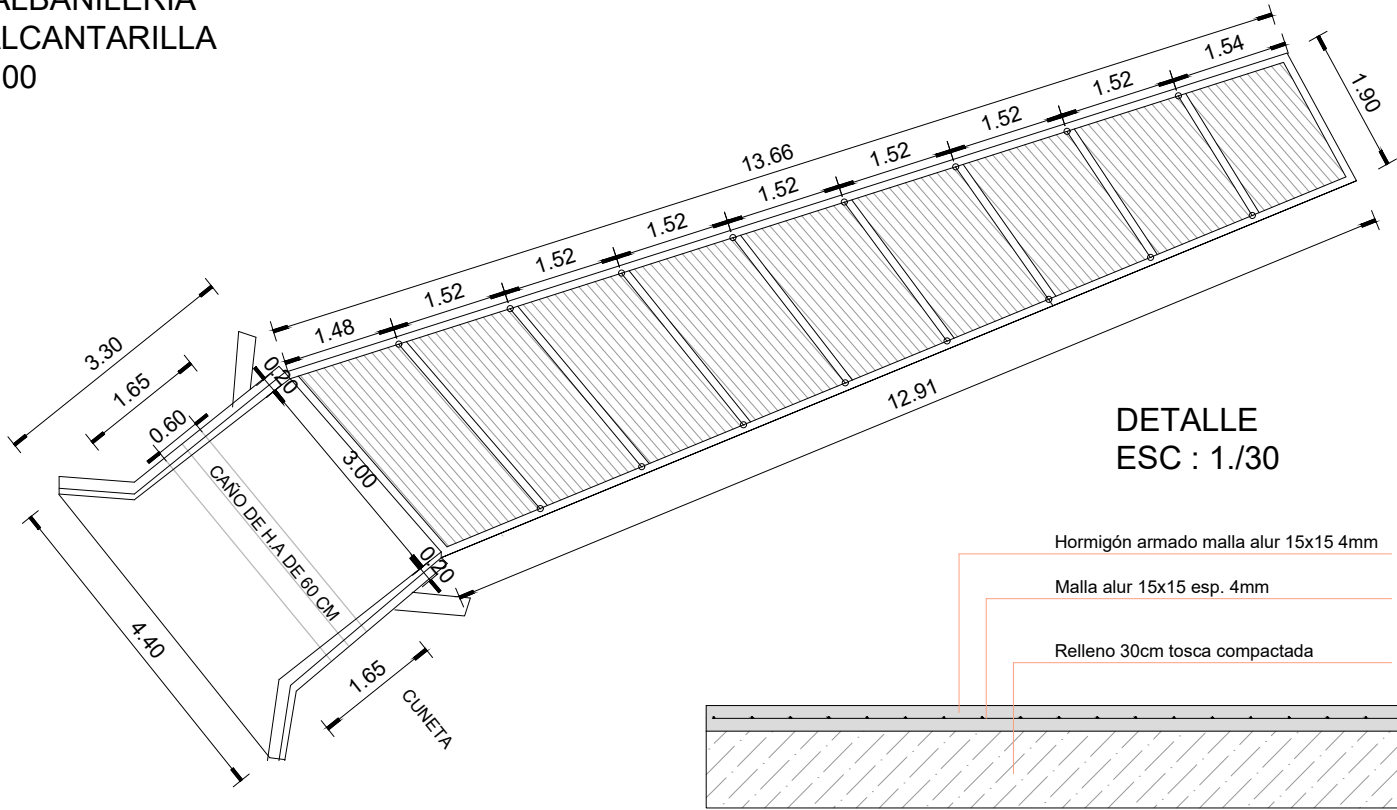 ALBANILERIA
ALCANTARILLA
00
1.54
1.52
1.90
1.52
1.52
13.66
1.52
1.52
1.52
1.52
1.48
3.30
1.65
0.60
0.20
3.00
12.91
CAÑO DE H.A DE 60 CM
0.20
4.40
1.65
CUNETA
DETALLE
ESC : 1./30
Hormigón armado malla alur 15x15 4mm
Malla alur 15x15 esp. 4mm
Relleno 30cm tosca compactada